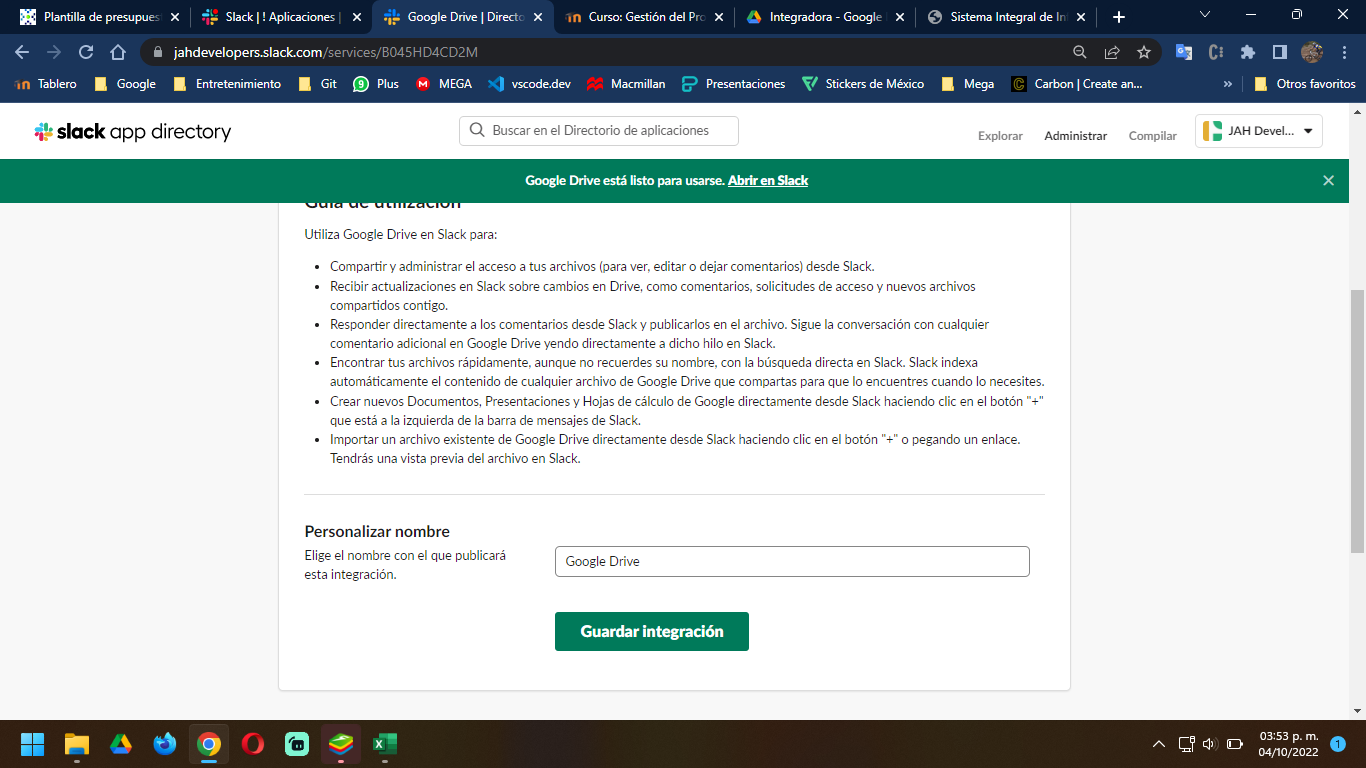 Plantilla de presupues
Slack | ! Aplicaciones |
Google Drive | Directo
Curso: Gestión del Pro
Integradora - Google
Sistema Integral de In
jahdevelopers.slack.com/services/B045HD4CD2M
Tablero
Google
Entretenimiento
Git
9
Plus
MEGA
vscode.dev
Macmillan
Presentaciones
Stickers de México
Mega
Carbon | Create an...
»
Otros favoritos
slack app directory
Buscar en el Directorio de aplicaciones
Explorar
Administrar
Compilar
JAH Devel...
Google Drive está listo para usarse. Abrir en Slack
Guía de utilización
Utiliza Google Drive en Slack para:
• Compartir y administrar el acceso a tus archivos (para ver, editar o dejar comentarios) desde Slack.
• Recibir actualizaciones en Slack sobre cambios en Drive, como comentarios, solicitudes de acceso y nuevos archivos
compartidos contigo.
• Responder directamente a los comentarios desde Slack y publicarlos en el archivo. Sigue la conversación con cualquier
comentario adicional en Google Drive yendo directamente a dicho hilo en Slack.
• Encontrar tus archivos rápidamente, aunque no recuerdes su nombre, con la búsqueda directa en Slack. Slack indexa
automáticamente el contenido de cualquier archivo de Google Drive que compartas para que lo encuentres cuando lo necesites.
• Crear nuevos Documentos, Presentaciones y Hojas de cálculo de Google directamente desde Slack haciendo clic en el botón "+"
que está a la izquierda de la barra de mensajes de Slack.
• Importar un archivo existente de Google Drive directamente desde Slack haciendo clic en el botón "+" o pegando un enlace.
Tendrás una vista previa del archivo en Slack.
Personalizar nombre
Elige el nombre con el que publicará
esta integración.
Google Drive
Guardar integración
03:53 p. m.
04/10/2022
1